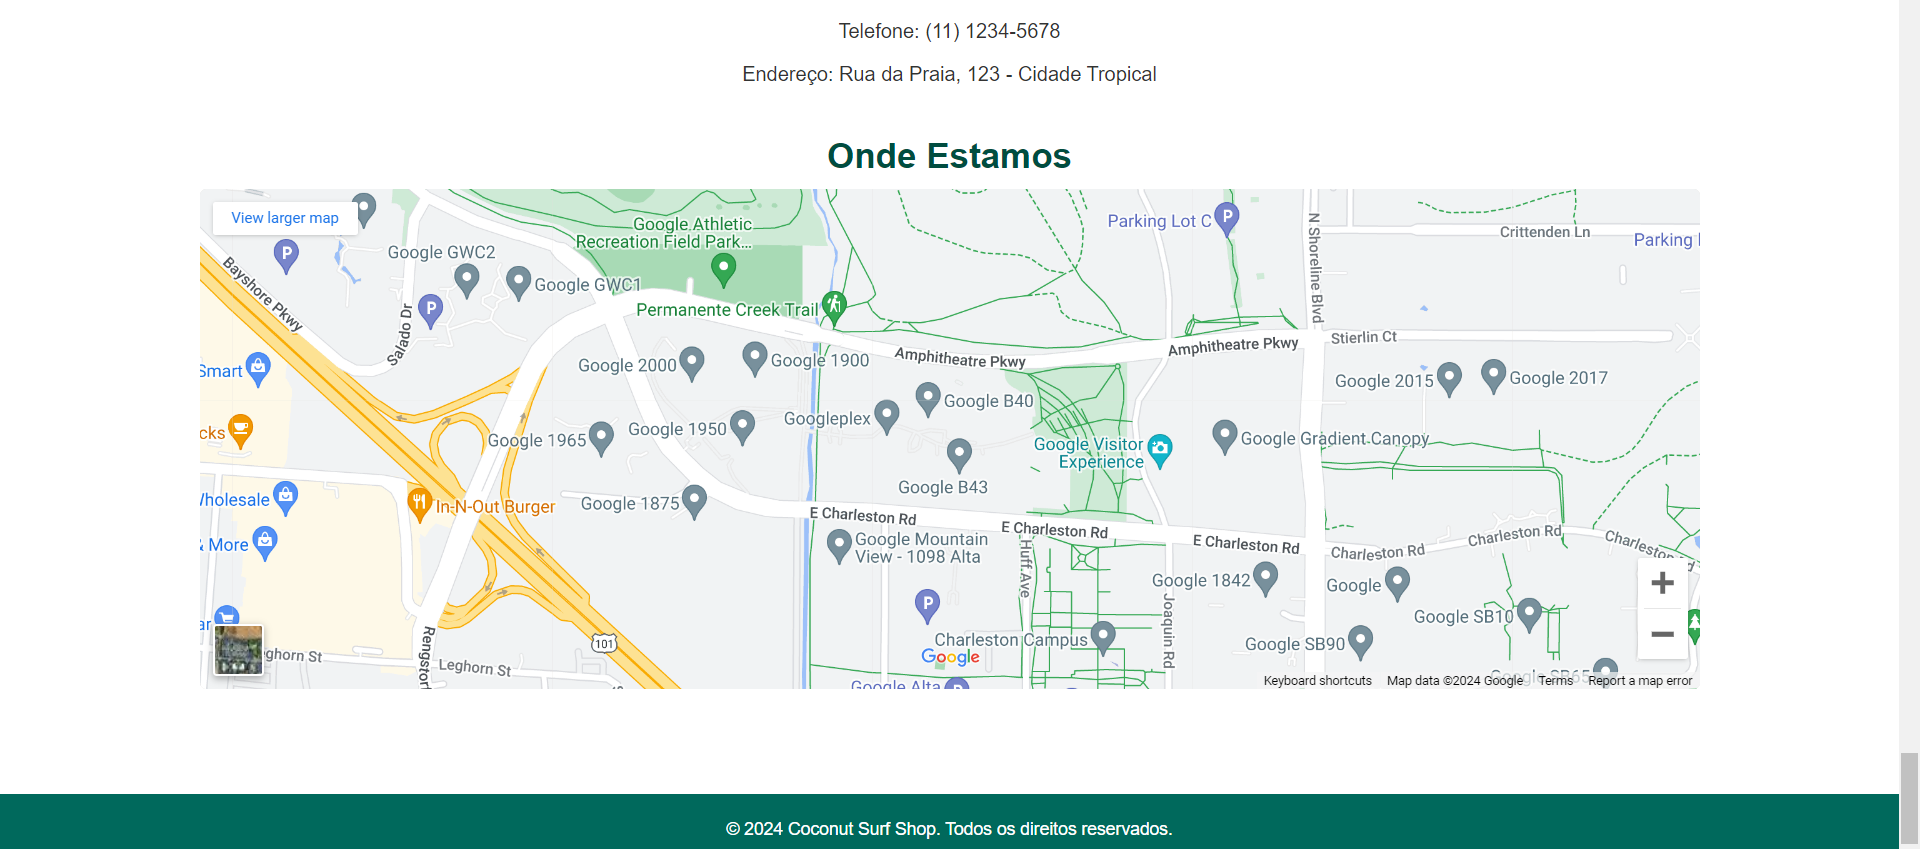 Telefone: (11) 1234-5678
Endereço: Rua da Praia, 123 - Cidade Tropical
Onde Estamos
View larger map
Google Athletic
Recreation Field Park...
Parking Lot C
P
N Shoreline Blvd
Crittenden Ln
Parking
P
Bayshore Pkwy
Google GWC2
Google GWC1
P
Salado Dr
Permanente Creek Trail
Amphitheatre Pkwy
Amphitheatre Pkwy
Stierlin Ct
Smart
Google 2000
Google 1900
Google 2015
Google 2017
cks
Google 1965
Google 1950
Googleplex
Google B40
Google Visitor
Experience
Google Gradient Canopy
Google B43
Wholesale
In-N-Out Burger
Google 1875
E Charleston Rd
E Charleston Rd
E Charleston Rd
Charleston Rd
Charleston Rd
Charleston Rd
& More
Google Mountain
View - 1098 Alta
Huff Ave
Google 1842
Google
P
Joaquin Rd
Google SB10
ar
101
Charleston Campus
Google SB90
Google
ghorn St
Leghorn St
Rengstor
Google Alta
P
Google SB65
Keyboard shortcuts
Map data ©2024 Google
Terms
Report a map error
© 2024 Coconut Surf Shop. Todos os direitos reservados.